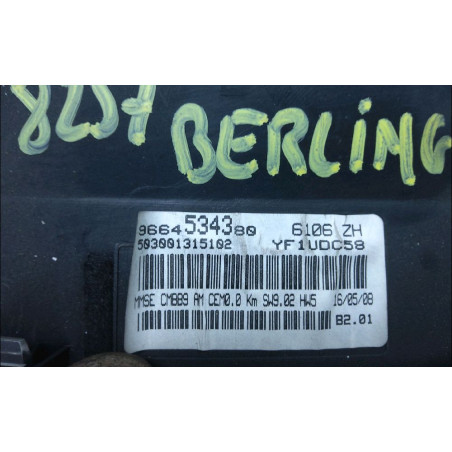 8257
BERLING
9664534380 6106 ZH
503001315102 YF1UDC58
MMSE CMB89 AM CEM0.0 Km SW9.02 HW5 16/05/08
B2.01